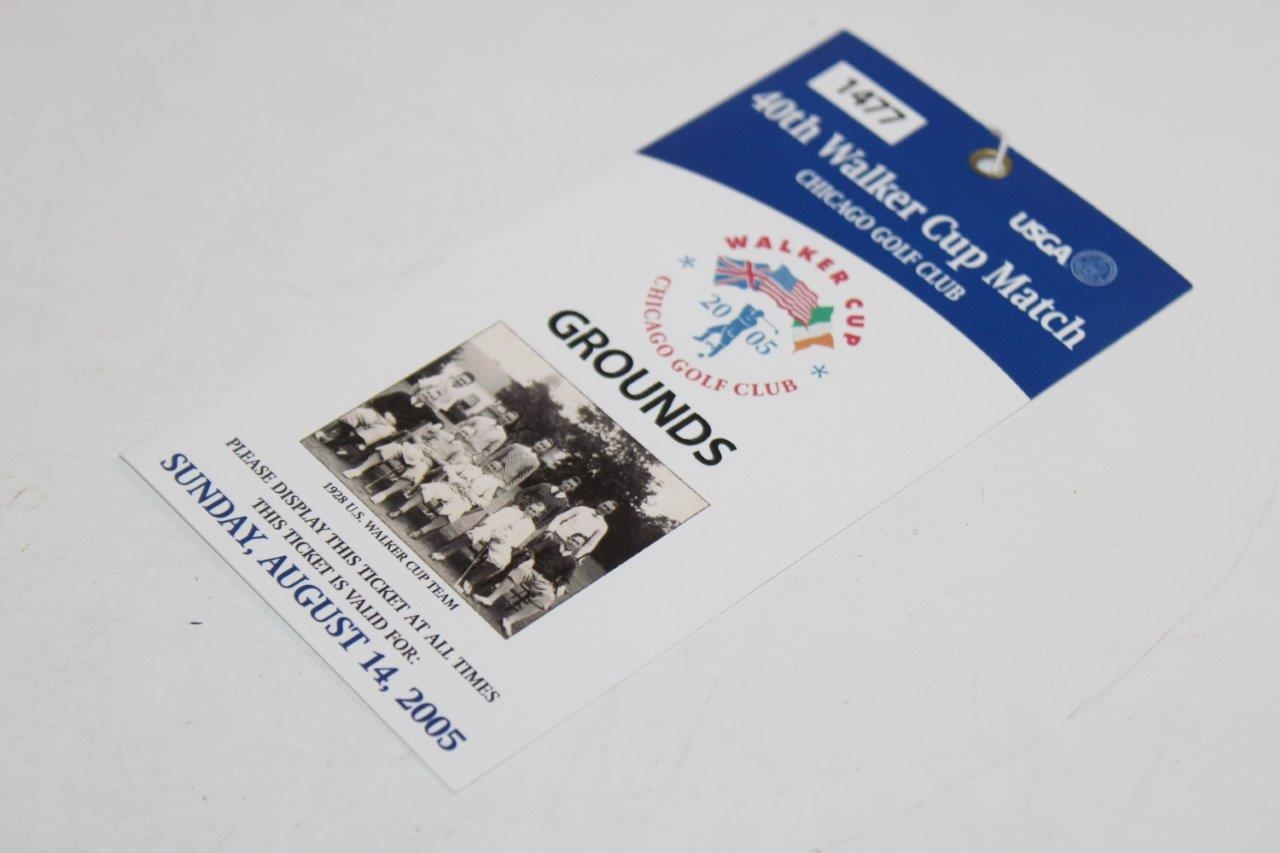 1477
USGA
40th Walker Cup Match
CHICAGO GOLF CLUB
WALKER CUP
20 05
CHICAGO GOLF CLUB
GROUNDS
1928 U.S. WALKER CUP TEAM
PLEASE DISPLAY THIS TICKET AT ALL TIMES
THIS TICKET IS VALID FOR:
SUNDAY, AUGUST 14, 2005